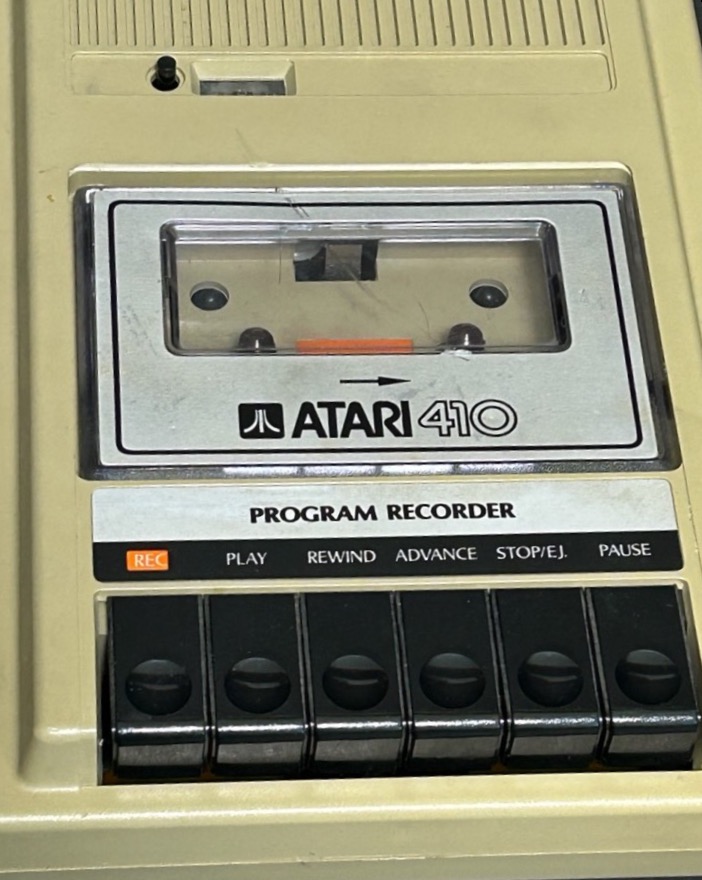 ATARI 410
PROGRAM RECORDER
REC PLAY REWIND ADVANCE STOP/EJ. PAUSE